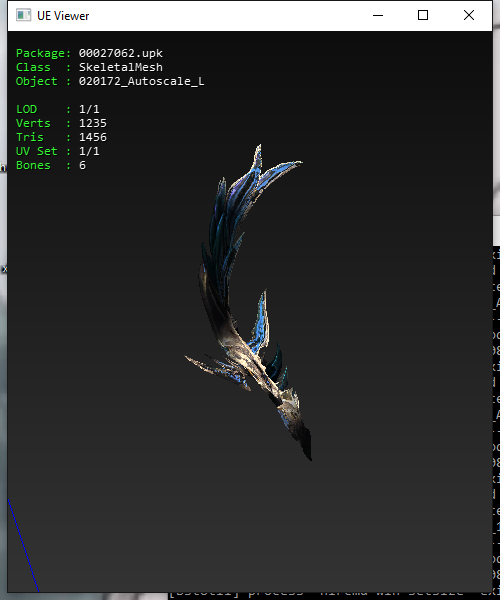 UE Viewer
Package: 00027062.upk
Class : SkeletalMesh
Object : 020172_Autoscale_L
LOD : 1/1
Verts : 1235
Tris : 1456
UV Set : 1/1
Bones : 6